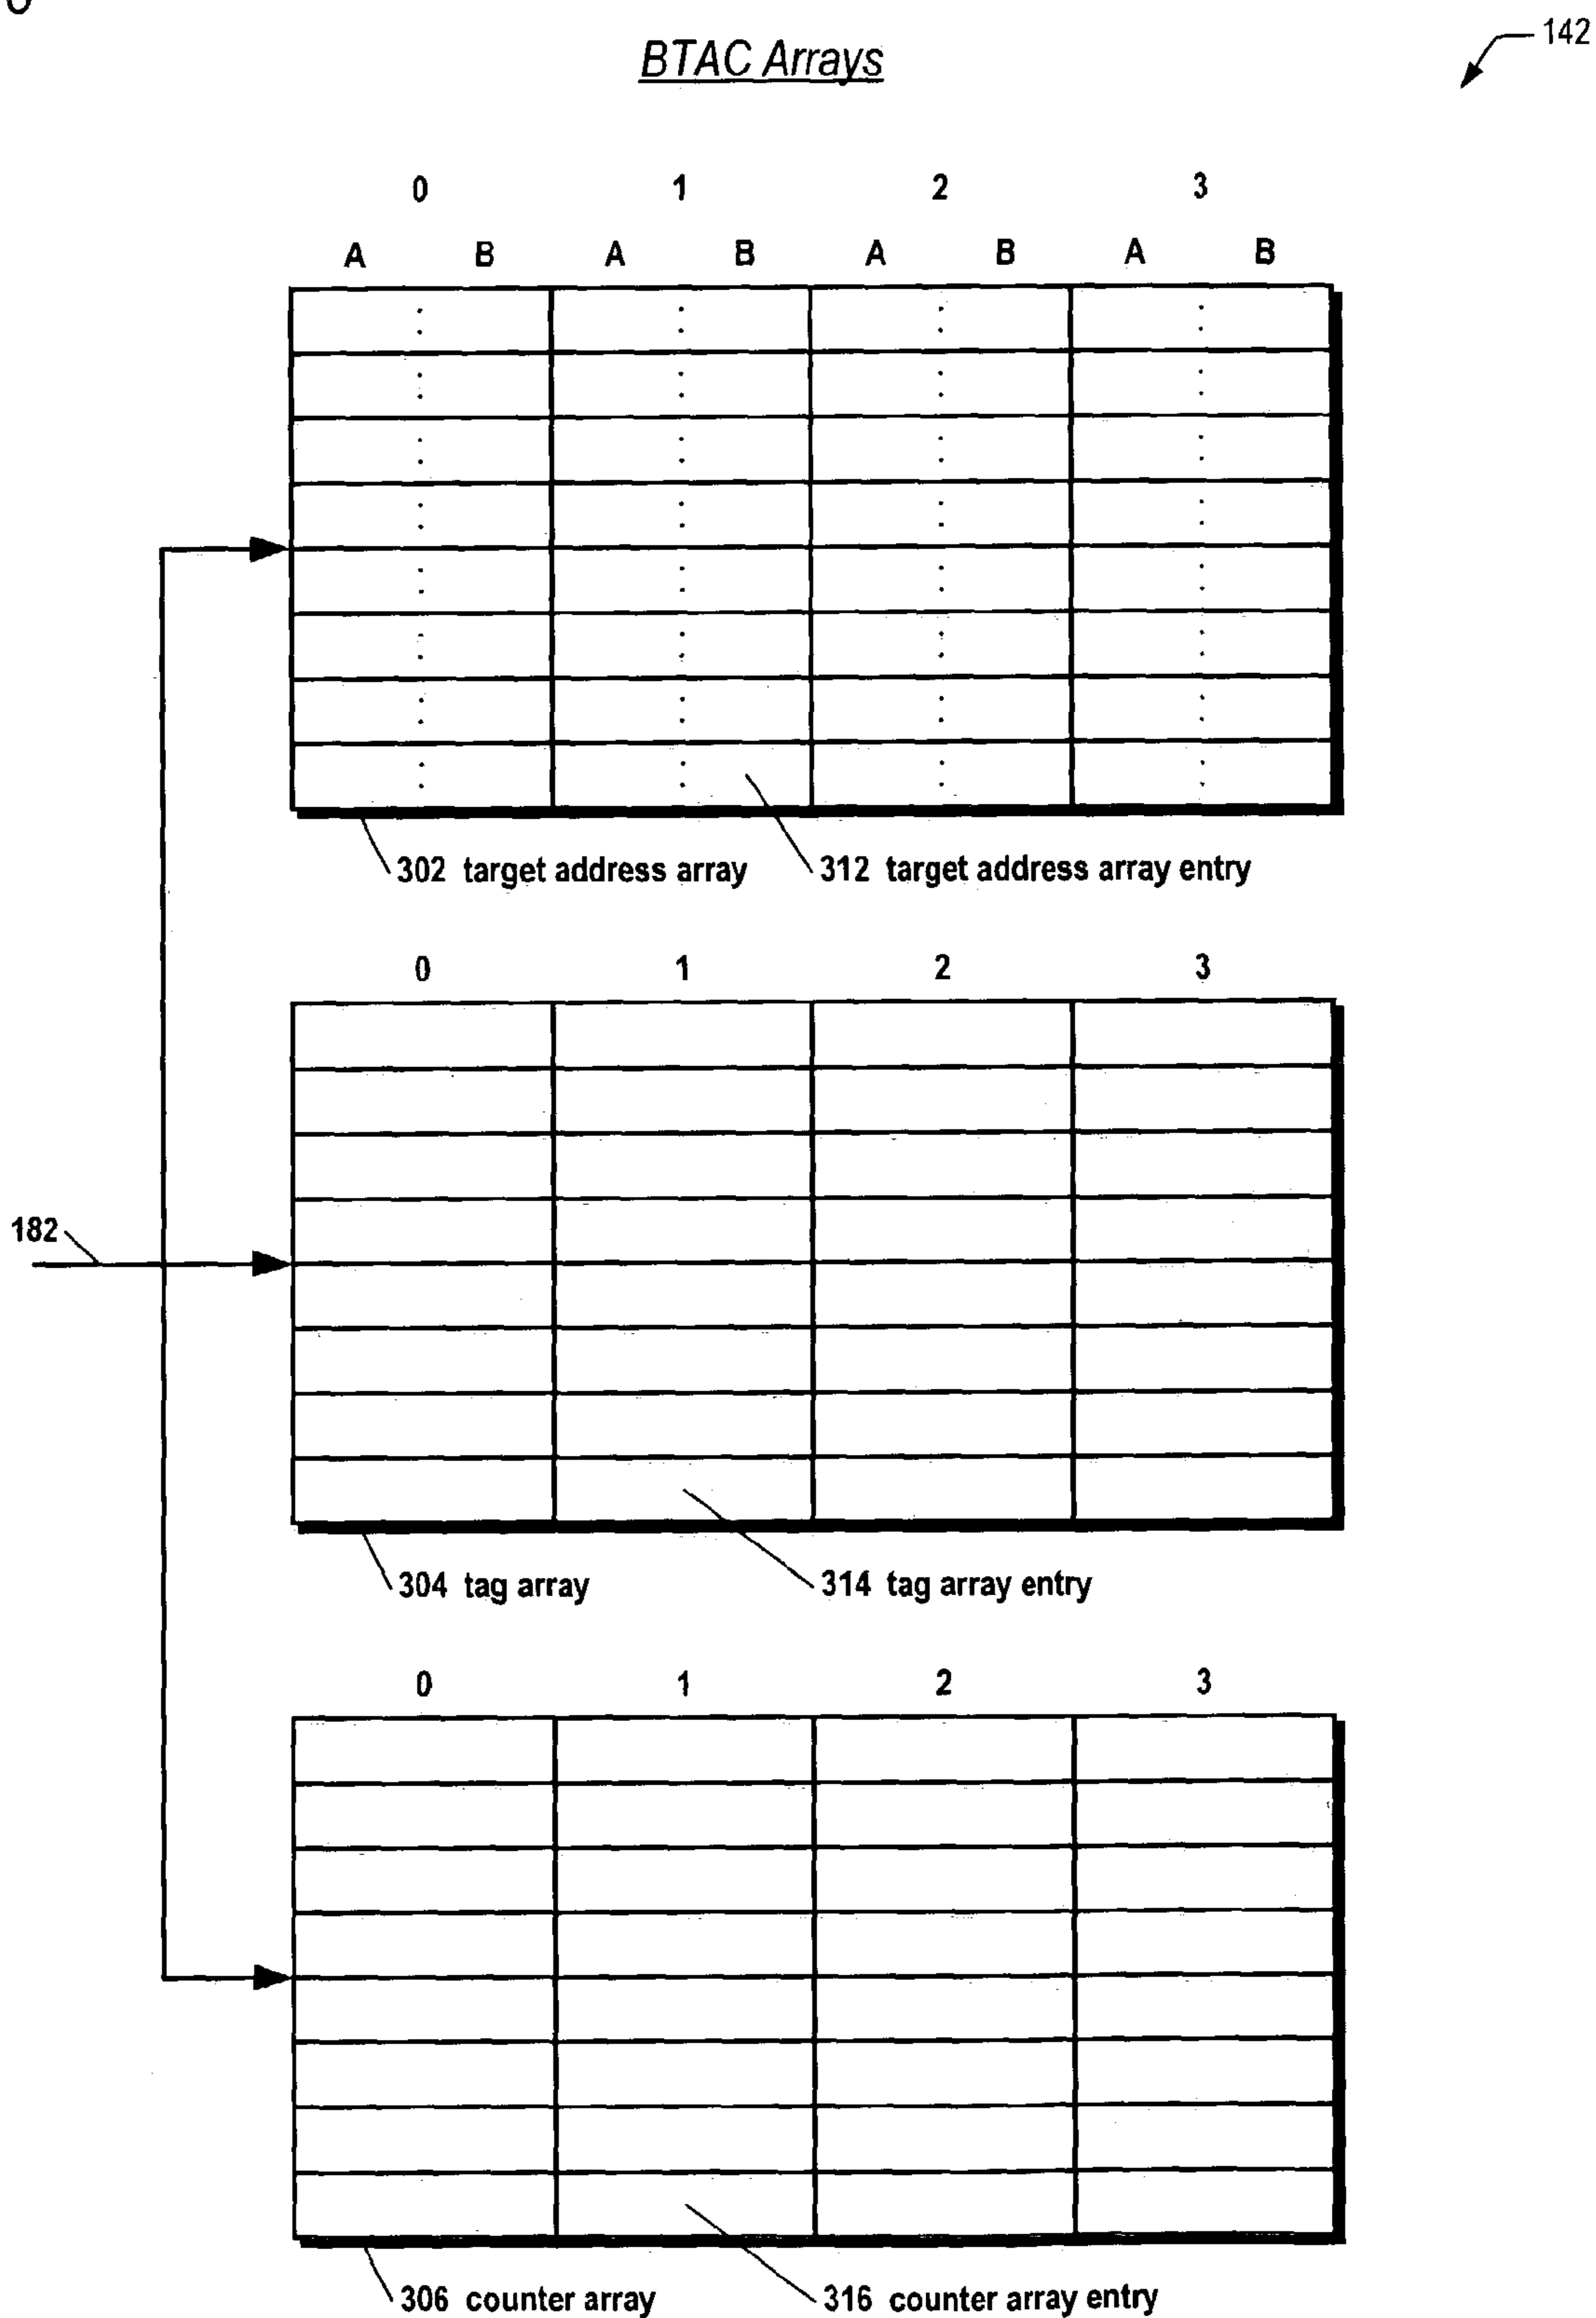 BTAC Arrays
142
0 1 2 3
A B A B A B A B
302 target address array 312 target address array entry
0 1 2 3
182
304 tag array 314 tag array entry
0 1 2 3
306 counter array 316 counter array entry